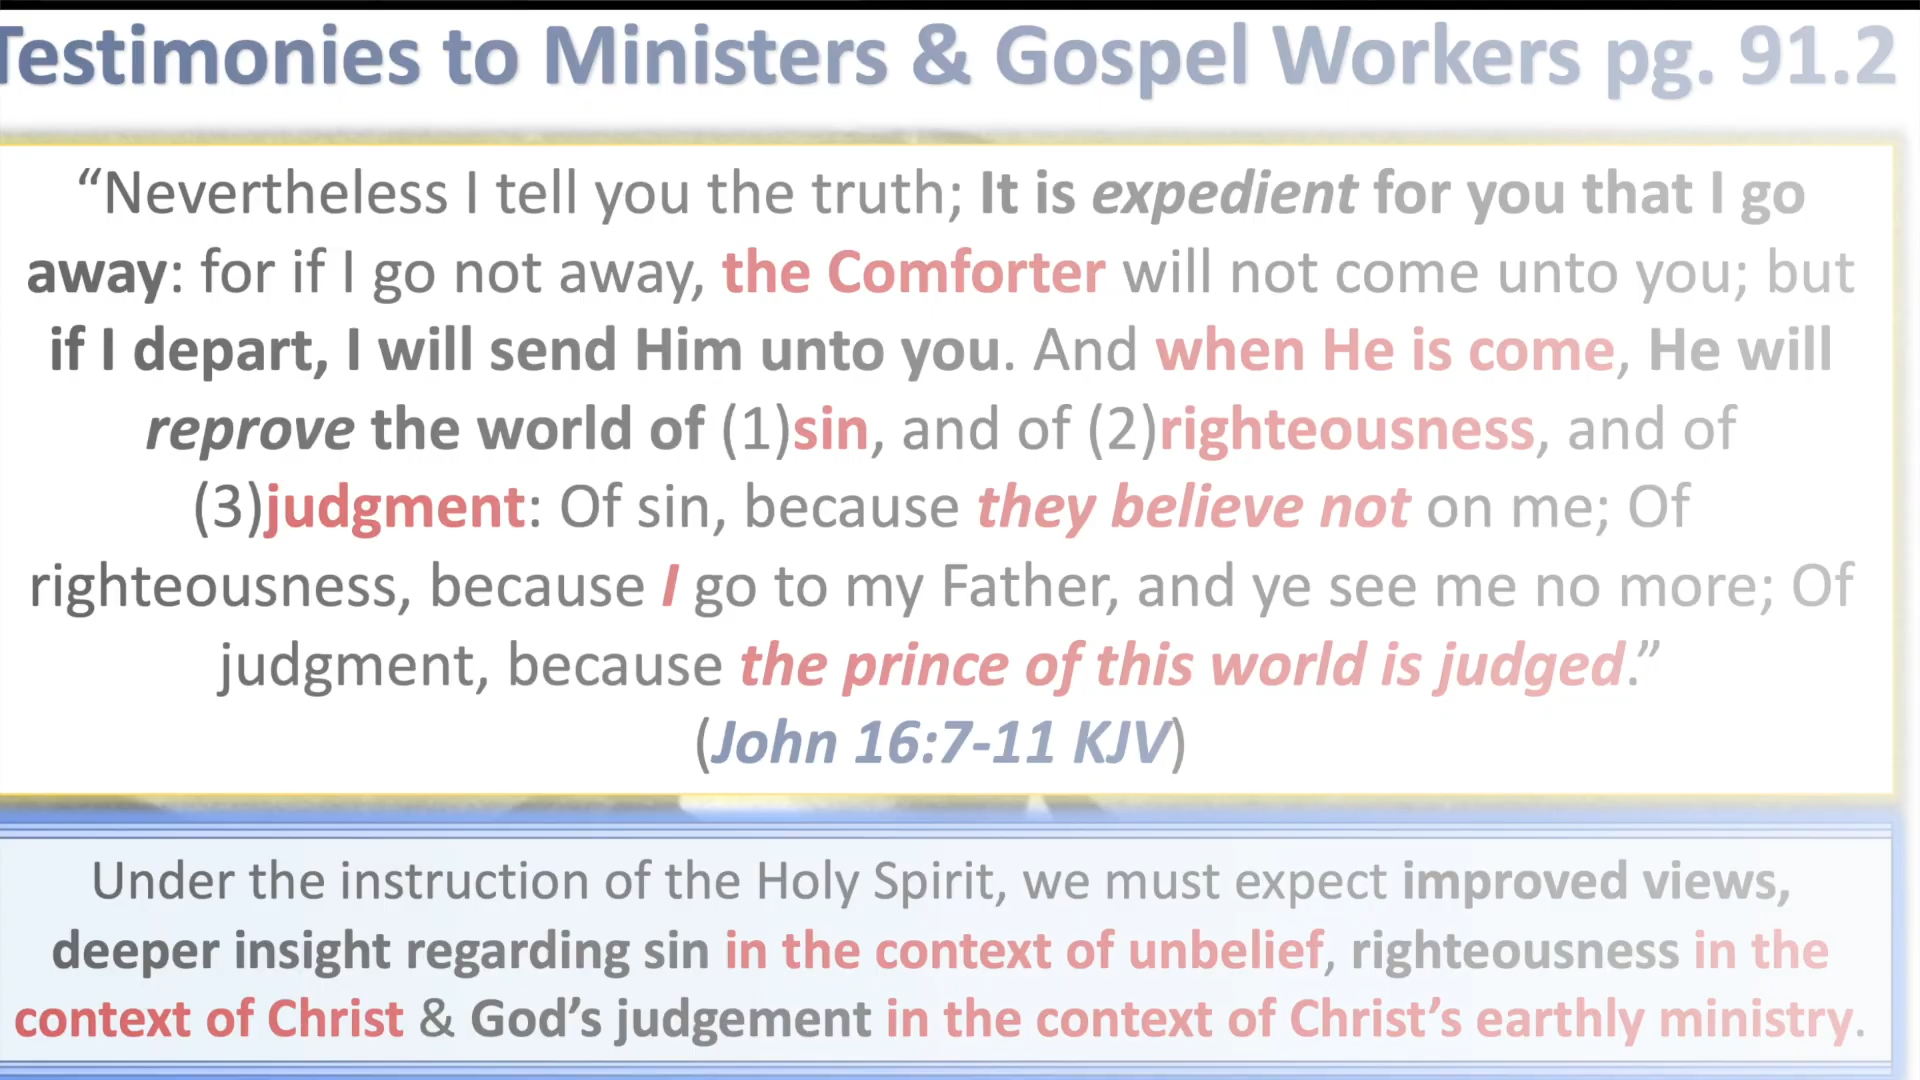 Testimonies to Ministers & Gospel Workers pg. 91.2
“Nevertheless I tell you the truth; It is expedient for you that I go
away: for if I go not away, the Comforter will not come unto you; but
if I depart, I will send Him unto you. And when He is come, He will
reprove the world of (1)sin, and of (2)righteousness, and of
(3)judgment: Of sin, because they believe not on me; Of
righteousness, because I go to my Father, and ye see me no more; Of
judgment, because the prince of this world is judged.”
(John 16:7-11 KJV)
Under the instruction of the Holy Spirit, we must expect improved views,
deeper insight regarding sin in the context of unbelief, righteousness in the
context of Christ & God’s judgement in the context of Christ’s earthly ministry.